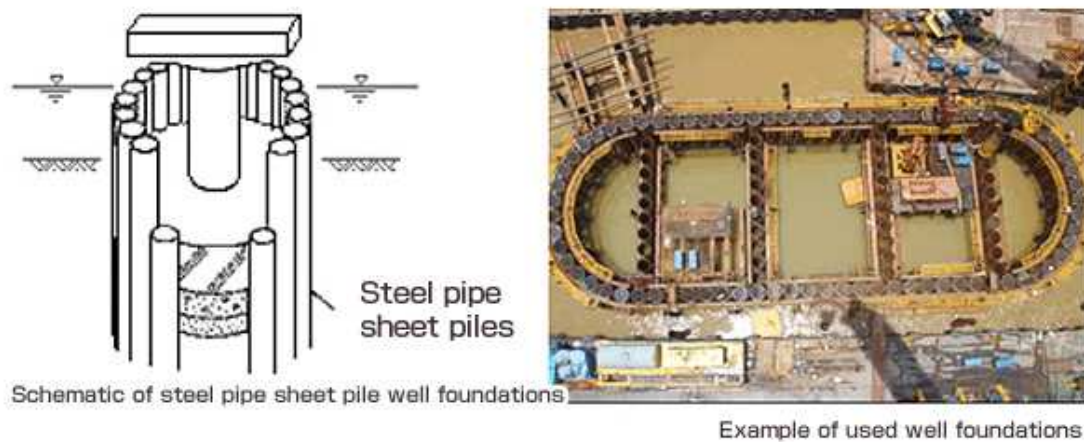 Steel pipe
sheet piles
Schematic of steel pipe sheet pile well foundations
Example of used well foundations